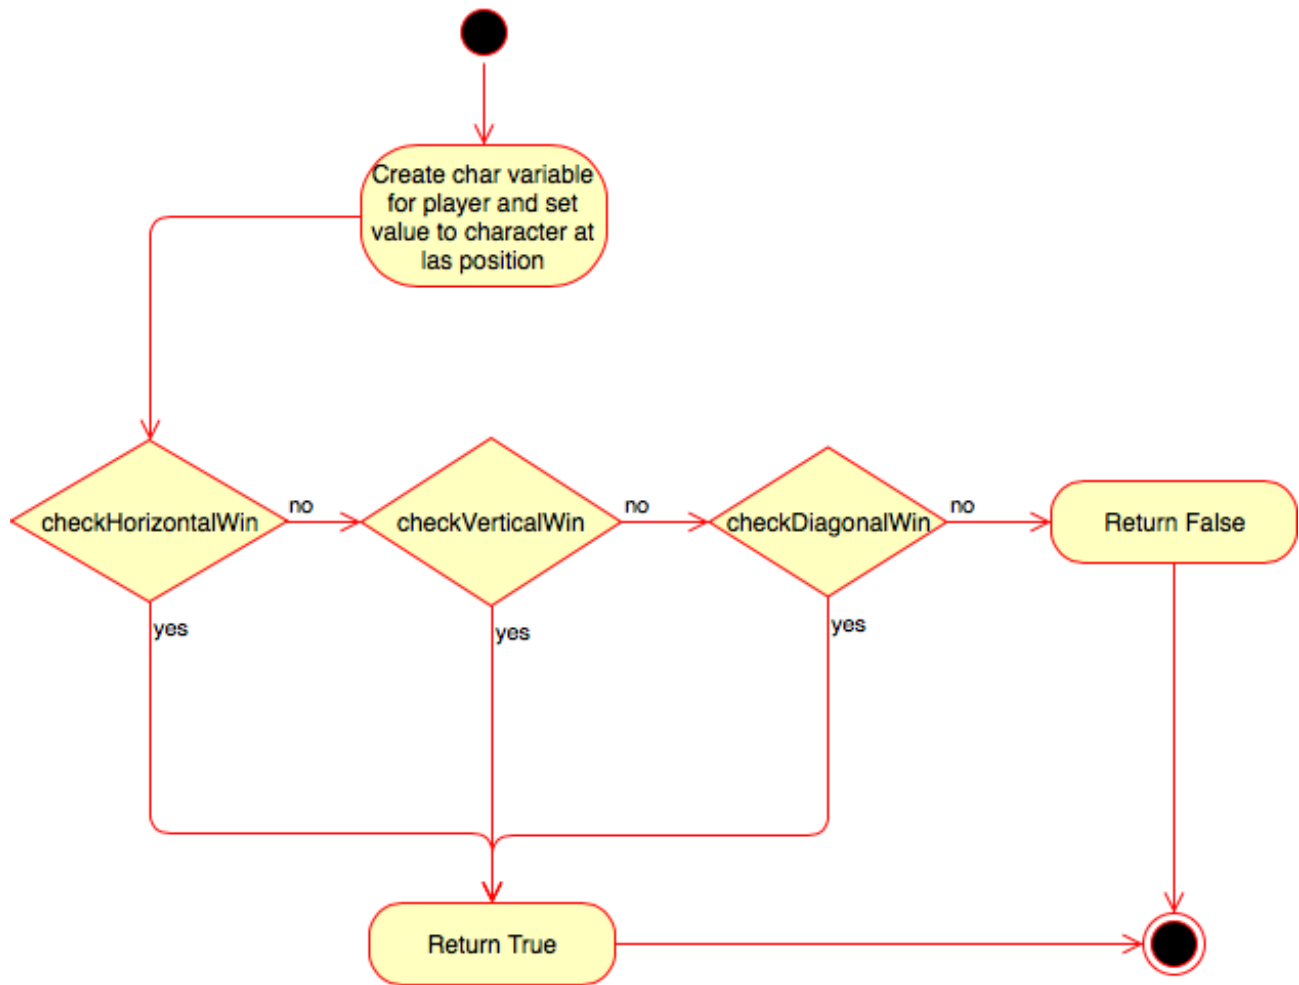 Create char variable
for player and set
value to character at
las position
checkHorizontalWin
no
checkVerticalWin
no
checkDiagonalWin
no
Return False
yes
yes
yes
Return True